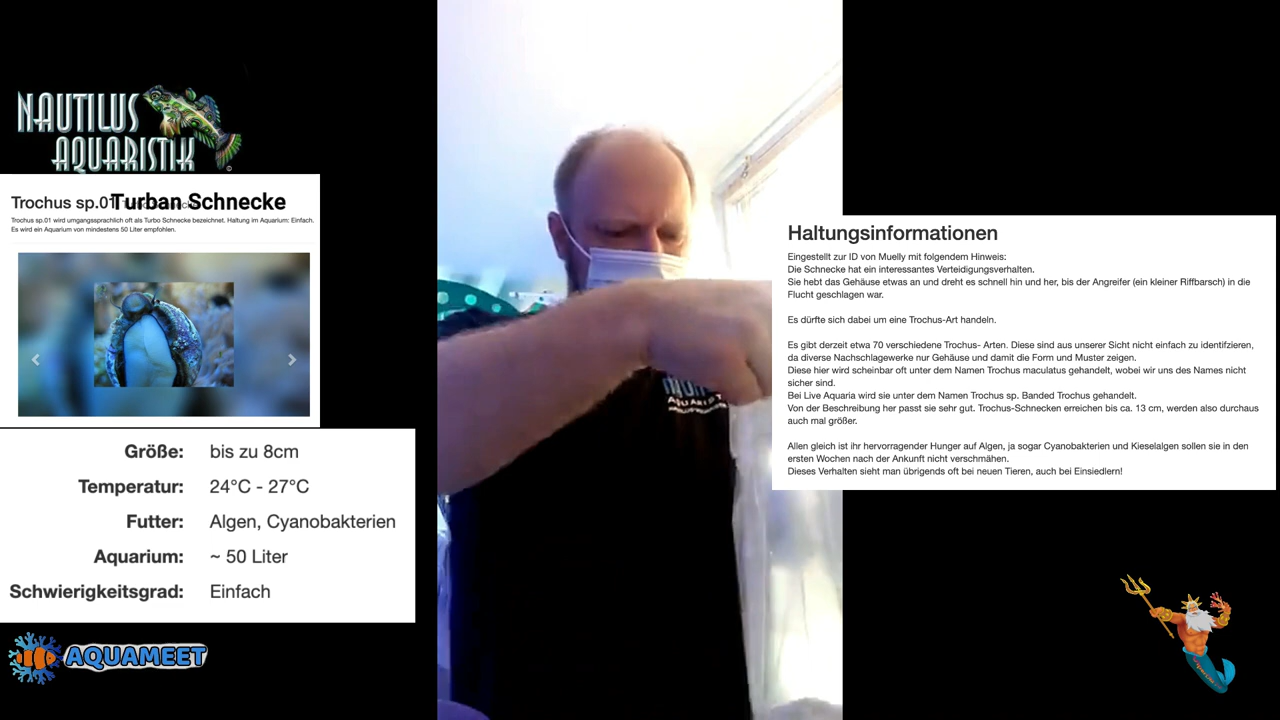 NAUTILUS
AQUARISTIK
©
Trochus sp.01
Turban Schnecke
Trochus sp.01 wird umgangssprachlich oft als Turbo Schnecke bezeichnet. Haltung im Aquarium: Einfach.
Es wird ein Aquarium von mindestens 50 Liter empfohlen.
Größe: bis zu 8cm
Temperatur: 24°C - 27°C
Futter: Algen, Cyanobakterien
Aquarium: ~ 50 Liter
Schwierigkeitsgrad: Einfach
AQUAMEET
Haltungsinformationen
Eingestellt zur ID von Muelly mit folgendem Hinweis:
Die Schnecke hat ein interessantes Verteidigungsverhalten.
Sie hebt das Gehäuse etwas an und dreht es schnell hin und her, bis der Angreifer (ein kleiner Riffbarsch) in die
Flucht geschlagen war.
Es dürfte sich dabei um eine Trochus-Art handeln.
Es gibt derzeit etwa 70 verschiedene Trochus- Arten. Diese sind aus unserer Sicht nicht einfach zu identifzieren,
da diverse Nachschlagewerke nur Gehäuse und damit die Form und Muster zeigen.
Diese hier wird scheinbar oft unter dem Namen Trochus maculatus gehandelt, wobei wir uns des Names nicht
sicher sind.
Bei Live Aquaria wird sie unter dem Namen Trochus sp. Banded Trochus gehandelt.
Von der Beschreibung her passt sie sehr gut. Trochus-Schnecken erreichen bis ca. 13 cm, werden also durchaus
auch mal größer.
Allen gleich ist ihr hervorragender Hunger auf Algen, ja sogar Cyanobakterien und Kieselalgen sollen sie in den
ersten Wochen nach der Ankunft nicht verschmähen.
Dieses Verhalten sieht man übrigends oft bei neuen Tieren, auch bei Einsiedlern!